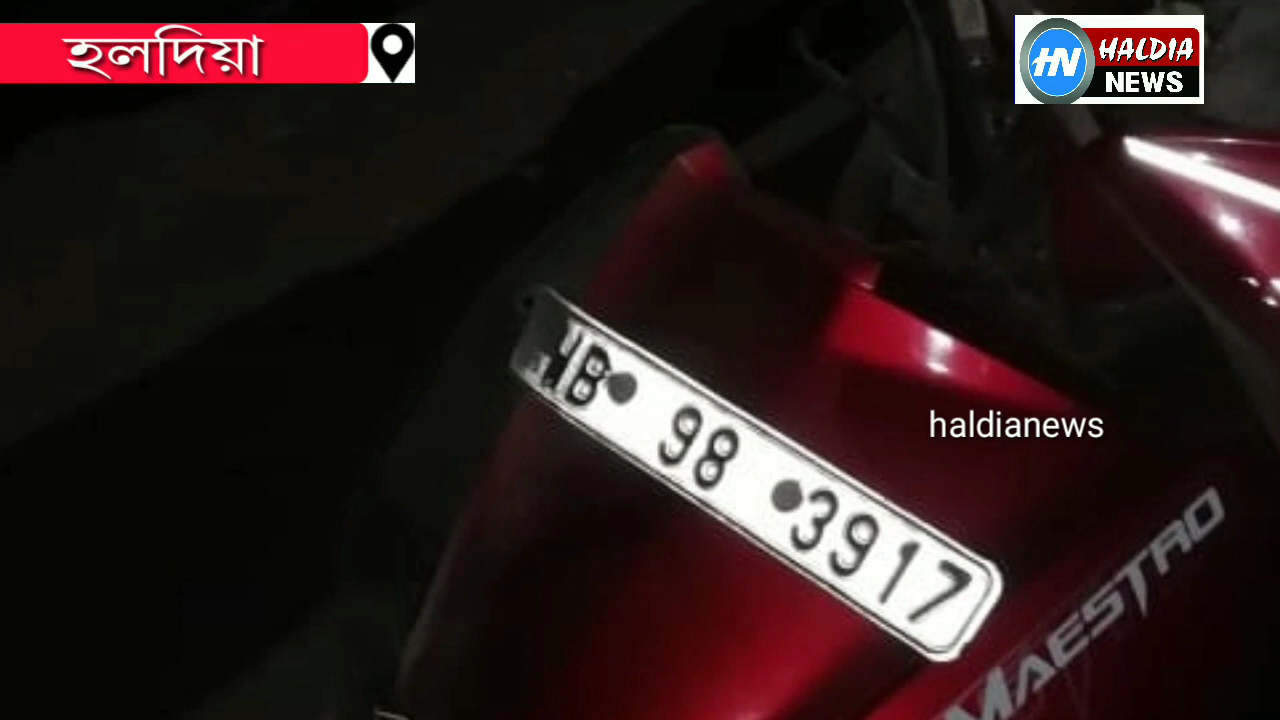 হলদিয়া
HN HALDIA
NEWS
B 98 3917
haldianews
MAESTRO